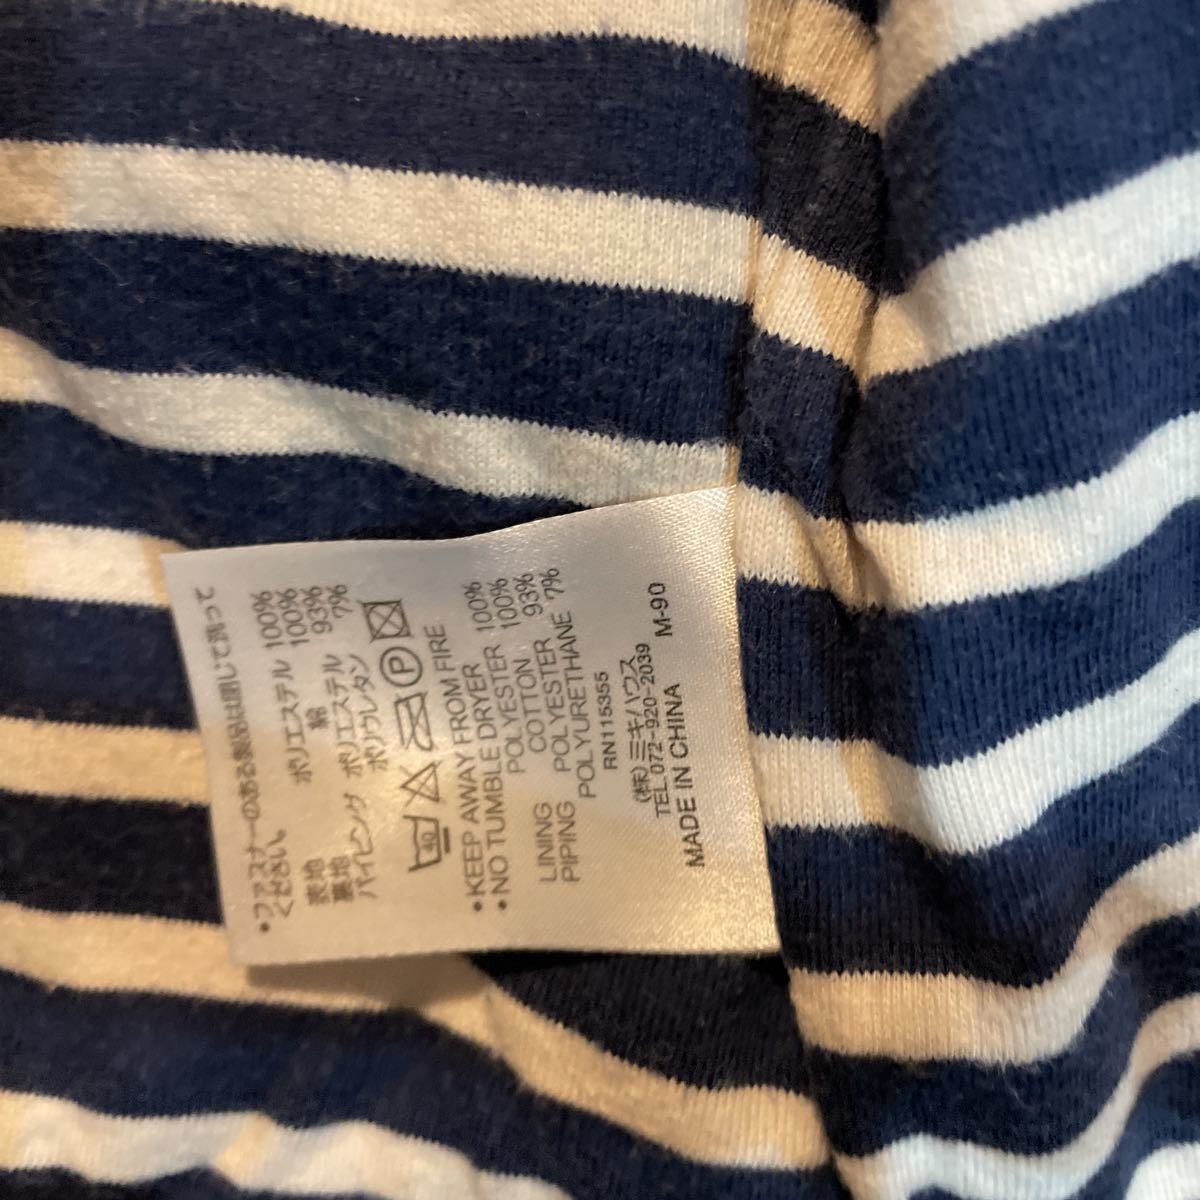 •ファスナーのある製品は閉じて洗って
ください。
表地 ポリエステル 100%
裏地 綿 100%
パイピング ポリエステル 93%
ポリウレタン 7%
40 P
•KEEP AWAY FROM FIRE
•NO TUMBLE DRYER 100%
POLYESTER 100%
LINING COTTON 93%
PIPING POLYESTER 7%
POLYURETHANE
RN115355
(株)ミキハウス
TEL.072-920-2039
MADE IN CHINA M-90